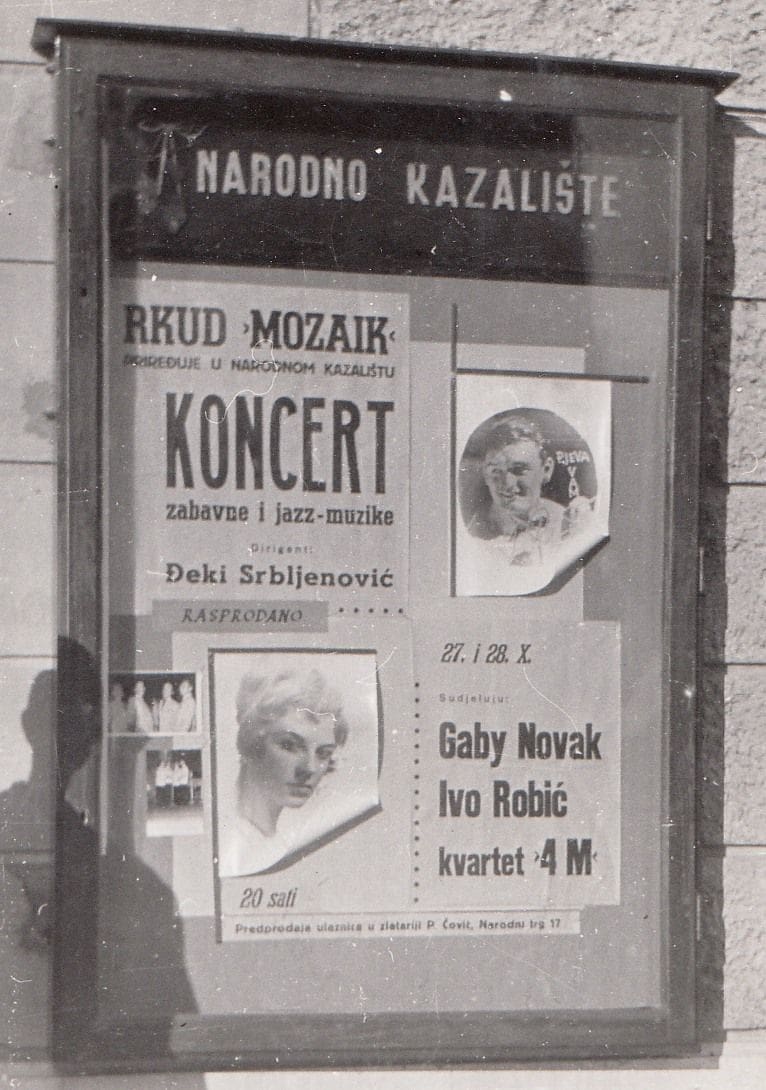 NARODNO KAZALIŠTE
RKUD ›MOZAIK‹
PRIREĐUJE U NARODNOM KAZALIŠTU
KONCERT
zabavne i jazz-muzike
Dirigent:
Đeki Srbljenović
RASPRODANO
PJEVA
27. i 28. X.
Sudjeluju:
Gaby Novak
Ivo Robić
kvartet ›4 M‹
20 sati
Predprodaja ulaznica u zlatariji P. Čović, Narodni trg 17